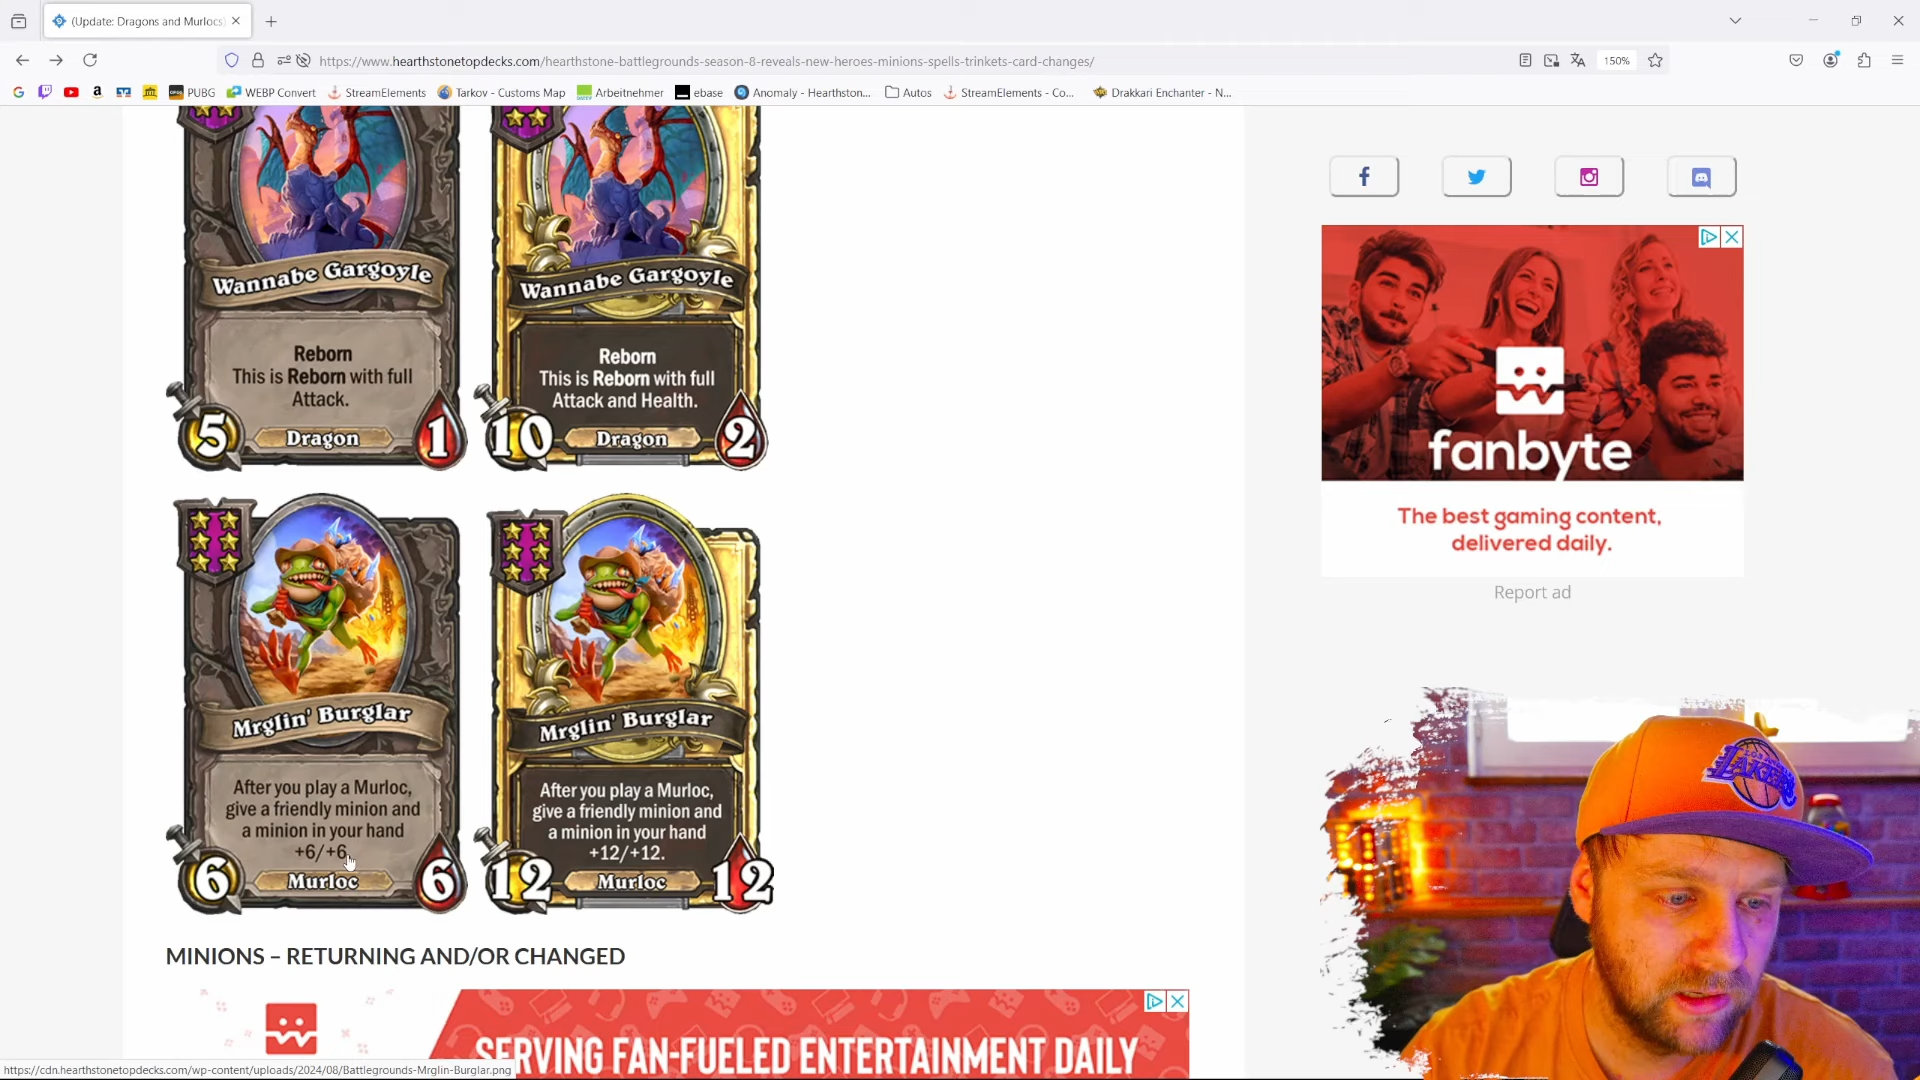 (Update: Dragons and Murlocs)
https://www.hearthstonetopdecks.com/hearthstone-battlegrounds-season-8-reveals-new-heroes-minions-spells-trinkets-card-changes/
150%
PUBG
WEBP Convert
StreamElements
Tarkov - Customs Map
Arbeitnehmer
ebase
Anomaly - Hearthston...
Autos
StreamElements - Co...
Drakkari Enchanter - N...
Wannabe Gargoyle
Reborn
This is Reborn with full
Attack.
5
Dragon
1
Wannabe Gargoyle
Reborn
This is Reborn with full
Attack and Health.
10
Dragon
2
fanbyte
The best gaming content,
delivered daily.
Report ad
Mrglin' Burglar
After you play a Murloc,
give a friendly minion and
a minion in your hand
+6/+6.
6
Murloc
6
Mrglin' Burglar
After you play a Murloc,
give a friendly minion and
a minion in your hand
+12/+12.
12
Murloc
12
LAKERS
MINIONS – RETURNING AND/OR CHANGED
SERVING FAN-FUELED ENTERTAINMENT DAILY
https://cdn.hearthstonetopdecks.com/wp-content/uploads/2024/08/Battlegrounds-Mrglin-Burglar.png